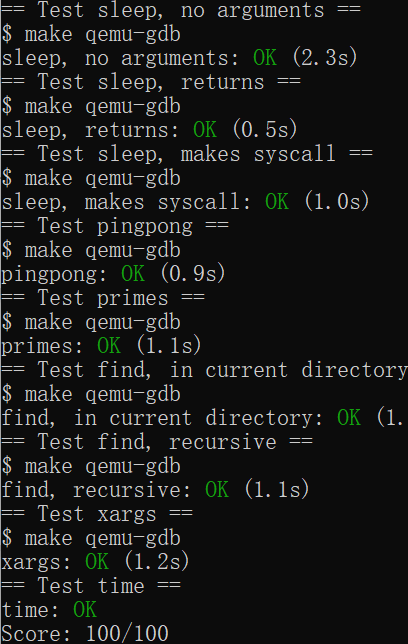 == Test sleep, no arguments ==
$ make qemu-gdb
sleep, no arguments: OK (2.3s)
== Test sleep, returns ==
$ make qemu-gdb
sleep, returns: OK (0.5s)
== Test sleep, makes syscall ==
$ make qemu-gdb
sleep, makes syscall: OK (1.0s)
== Test pingpong ==
$ make qemu-gdb
pingpong: OK (0.9s)
== Test primes ==
$ make qemu-gdb
primes: OK (1.1s)
== Test find, in current directory
$ make qemu-gdb
find, in current directory: OK (1.
== Test find, recursive ==
$ make qemu-gdb
find, recursive: OK (1.1s)
== Test xargs ==
$ make qemu-gdb
xargs: OK (1.2s)
== Test time ==
time: OK
Score: 100/100